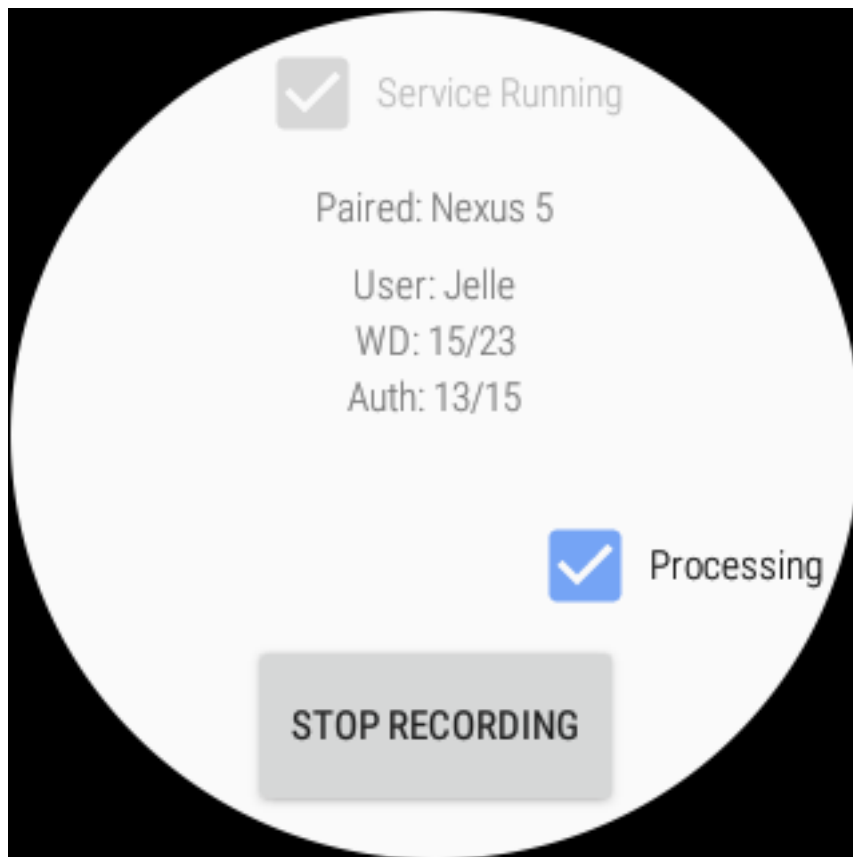 Service Running
Paired: Nexus 5
User: Jelle
WD: 15/23
Auth: 13/15
Processing
STOP RECORDING